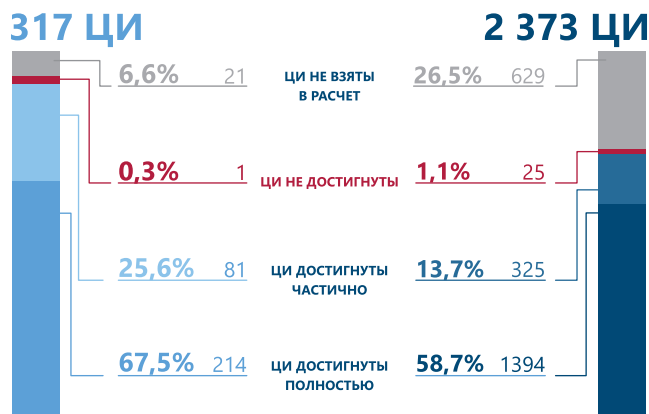 317 ЦИ
2 373 ЦИ
6,6% 21 ЦИ НЕ ВЗЯТЫ 26,5% 629
В РАСЧЕТ
0,3% 1 ЦИ НЕ ДОСТИГНУТЫ 1,1% 25
25,6% 81 ЦИ ДОСТИГНУТЫ 13,7% 325
ЧАСТИЧНО
67,5% 214 ЦИ ДОСТИГНУТЫ 58,7% 1394
ПОЛНОСТЬЮ